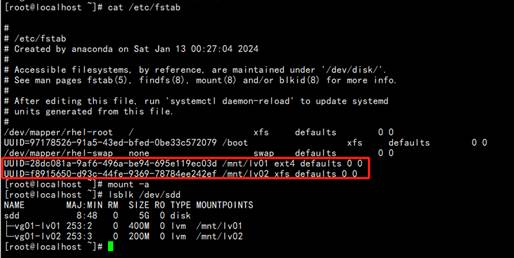 [root@localhost ~]# cat /etc/fstab
#
# /etc/fstab
# Created by anaconda on Sat Jan 13 00:27:04 2024
#
# Accessible filesystems, by reference, are maintained under '/dev/disk/'.
# See man pages fstab(5), findfs(8), mount(8) and/or blkid(8) for more info.
#
# After editing this file, run 'systemctl daemon-reload' to update systemd
# units generated from this file.
#
/dev/mapper/rhel-root / xfs defaults 0 0
UUID=97178526-91a5-43ed-bfed-0be33c572079 /boot xfs defaults 0 0
/dev/mapper/rhel-swap none swap defaults 0 0
UUID=28dc081a-9af6-496a-be94-695e119ec03d /mnt/lv01 ext4 defaults 0 0
UUID=f8915650-d93c-44fe-9369-78784ee242ef /mnt/lv02 xfs defaults 0 0
[root@localhost ~]# mount -a
[root@localhost ~]# lsblk /dev/sdd
NAME MAJ:MIN RM SIZE RO TYPE MOUNTPOINTS
sdd 8:48 0 5G 0 disk
├─vg01-lv01 253:2 0 400M 0 lvm /mnt/lv01
└─vg01-lv02 253:3 0 200M 0 lvm /mnt/lv02
[root@localhost ~]#